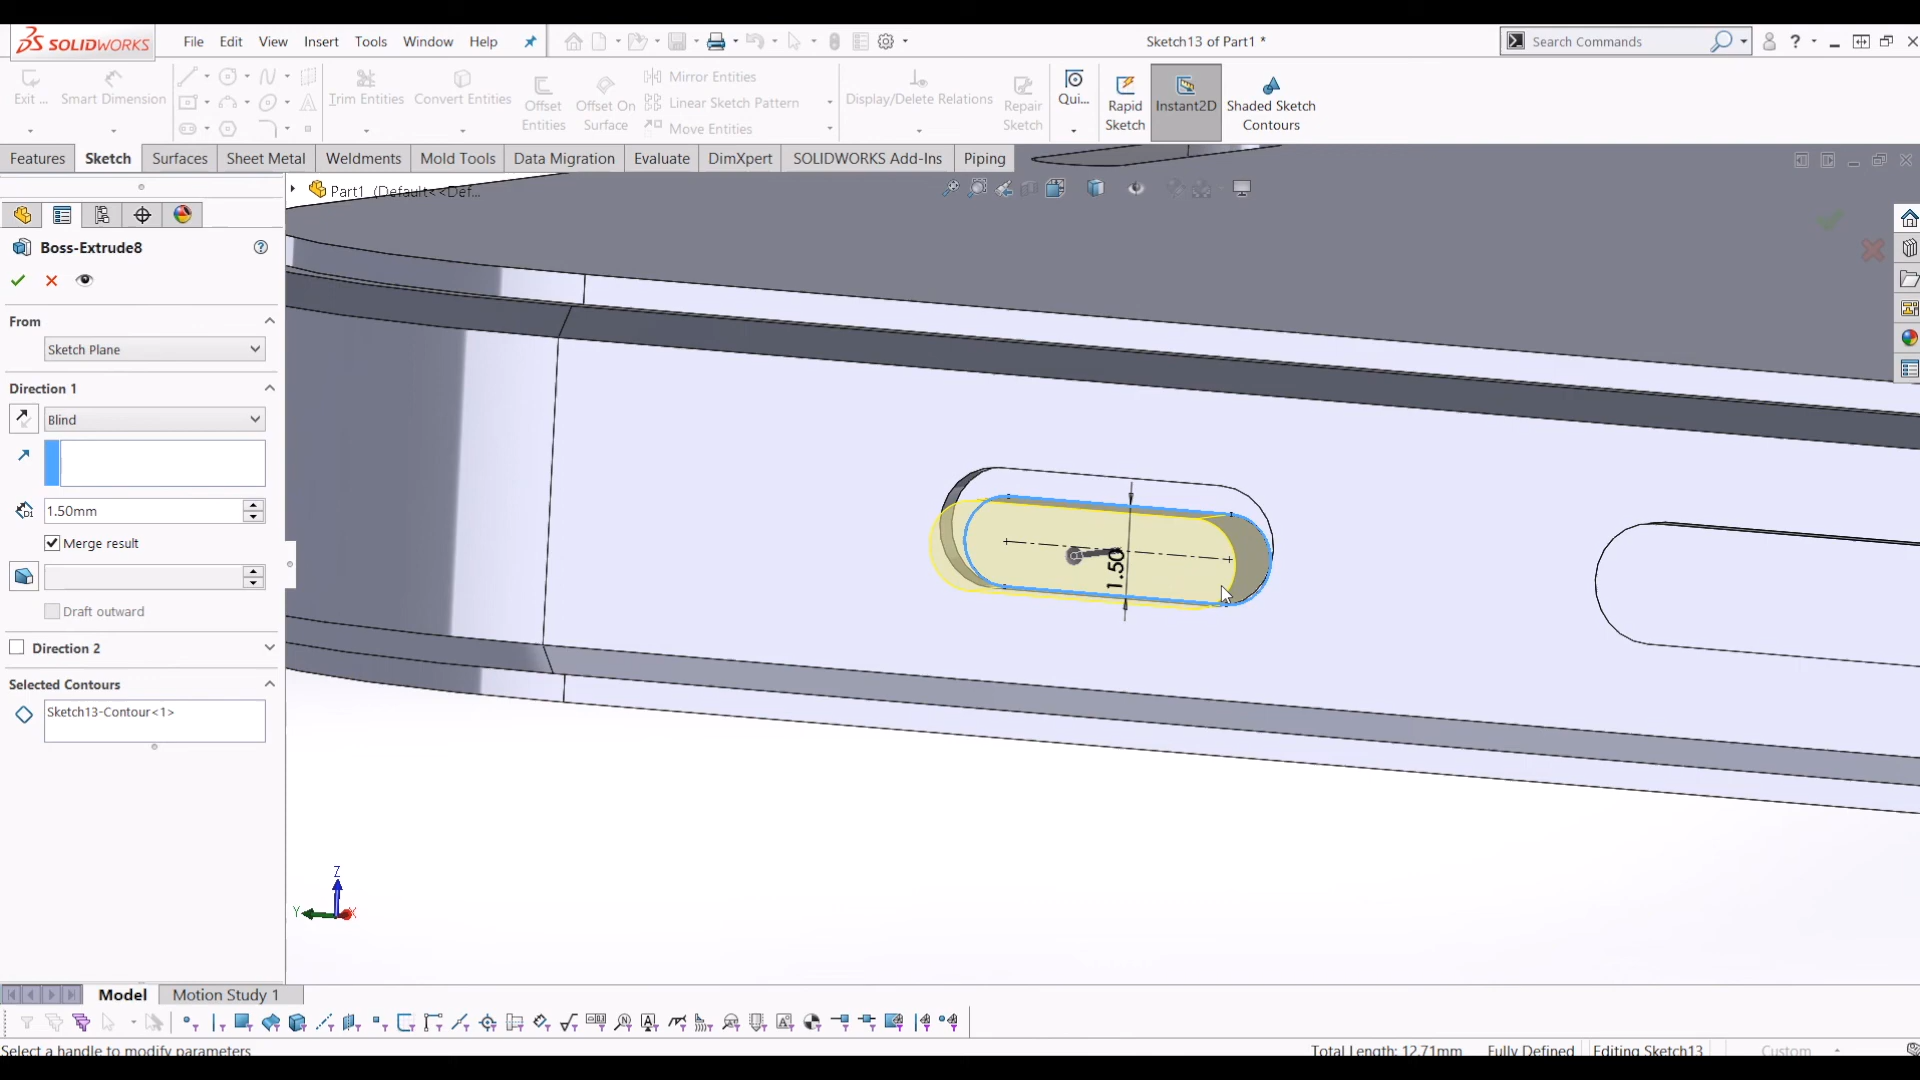 SOLIDWORKS File Edit View Insert Tools Window Help Sketch13 of Part1 * Search Commands ?
Exit ... Smart Dimension Trim Entities Convert Entities Offset Entities Offset On Surface Mirror Entities Display/Delete Relations Repair Sketch Qui... Rapid Sketch Instant2D Shaded Sketch Contours
Linear Sketch Pattern
Move Entities
Features Sketch Surfaces Sheet Metal Weldments Mold Tools Data Migration Evaluate DimXpert SOLIDWORKS Add-Ins Piping
Part1 (Default<<Def...
Boss-Extrude8 ?
From
Sketch Plane
Direction 1
Blind
1.50mm
Merge result
Draft outward
Direction 2
Selected Contours
Sketch13-Contour<1>
1.50
Z
Y X
Model Motion Study 1
Select a handle to modify parameters Total Length: 12.71mm Fully Defined Editing Sketch13 Custom